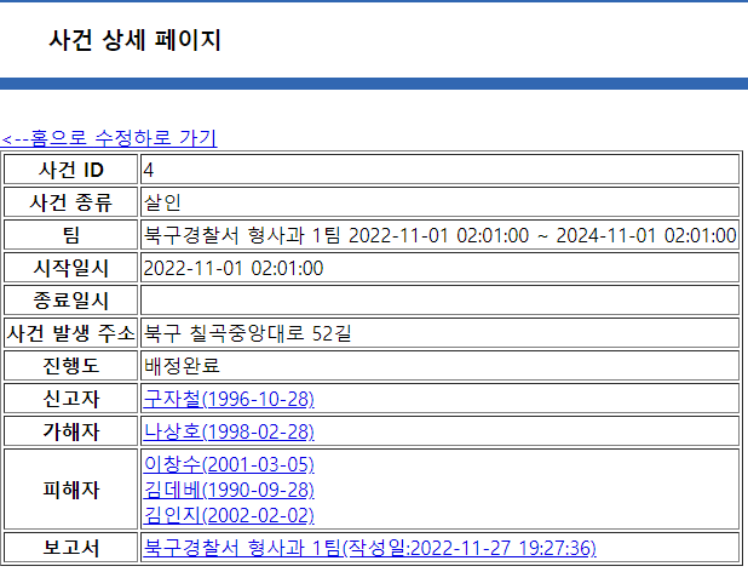 사건 상세 페이지
<--홈으로 수정하로 가기
사건 ID 4
사건 종류 살인
팀 북구경찰서 형사과 1팀 2022-11-01 02:01:00 ~ 2024-11-01 02:01:00
시작일시 2022-11-01 02:01:00
종료일시
사건 발생 주소 북구 칠곡중앙대로 52길
진행도 배정완료
신고자 구자철(1996-10-28)
가해자 나상호(1998-02-28)
이창수(2001-03-05)
피해자 김데베(1990-09-28)
김인지(2002-02-02)
보고서 북구경찰서 형사과 1팀(작성일:2022-11-27 19:27:36)